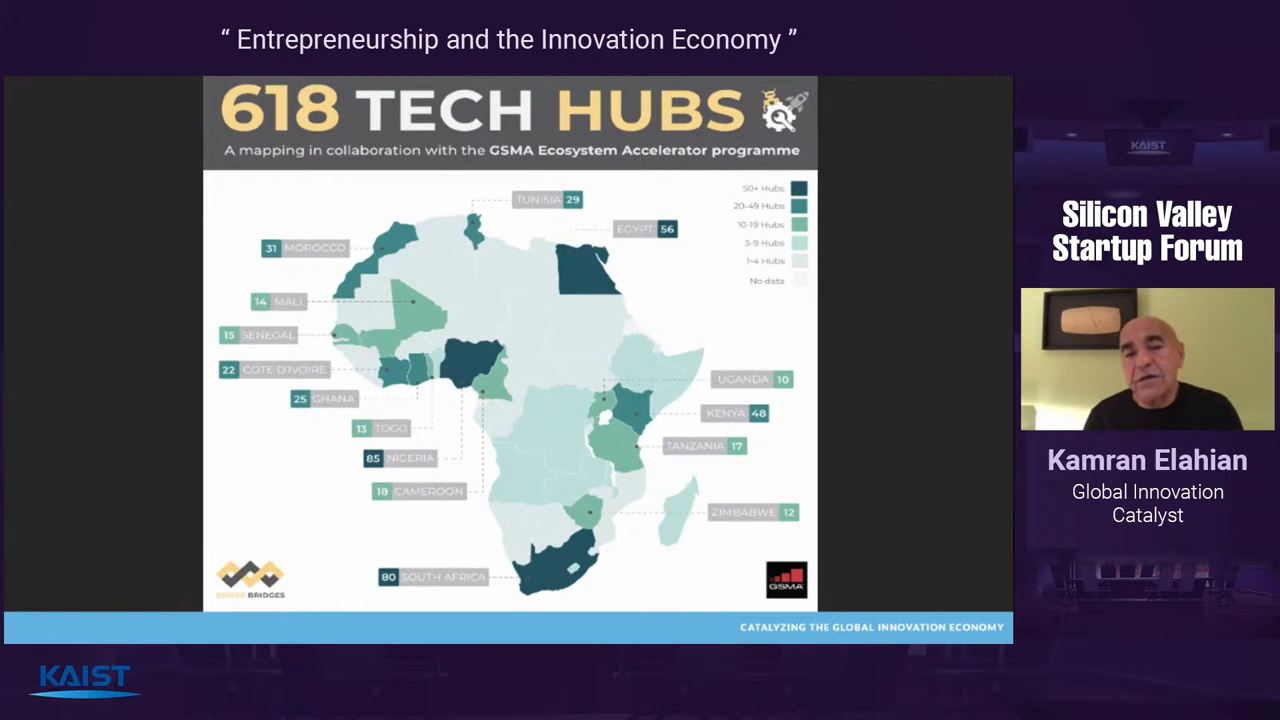 “ Entrepreneurship and the Innovation Economy ”
618 TECH HUBS
A mapping in collaboration with the GSMA Ecosystem Accelerator programme
50+ Hubs
20-49 Hubs
10-19 Hubs
5-9 Hubs
1-4 Hubs
No data
TUNISIA 29
EGYPT 56
31 MOROCCO
14 MALI
15 SENEGAL
22 COTE D'IVOIRE
25 GHANA
13 TOGO
85 NIGERIA
18 CAMEROON
80 SOUTH AFRICA
UGANDA 10
KENYA 48
TANZANIA 17
ZIMBABWE 12
BRITER BRIDGES
GSMA
CATALYZING THE GLOBAL INNOVATION ECONOMY
KAIST
KAIST
Silicon Valley
Startup Forum
Kamran Elahian
Global Innovation
Catalyst